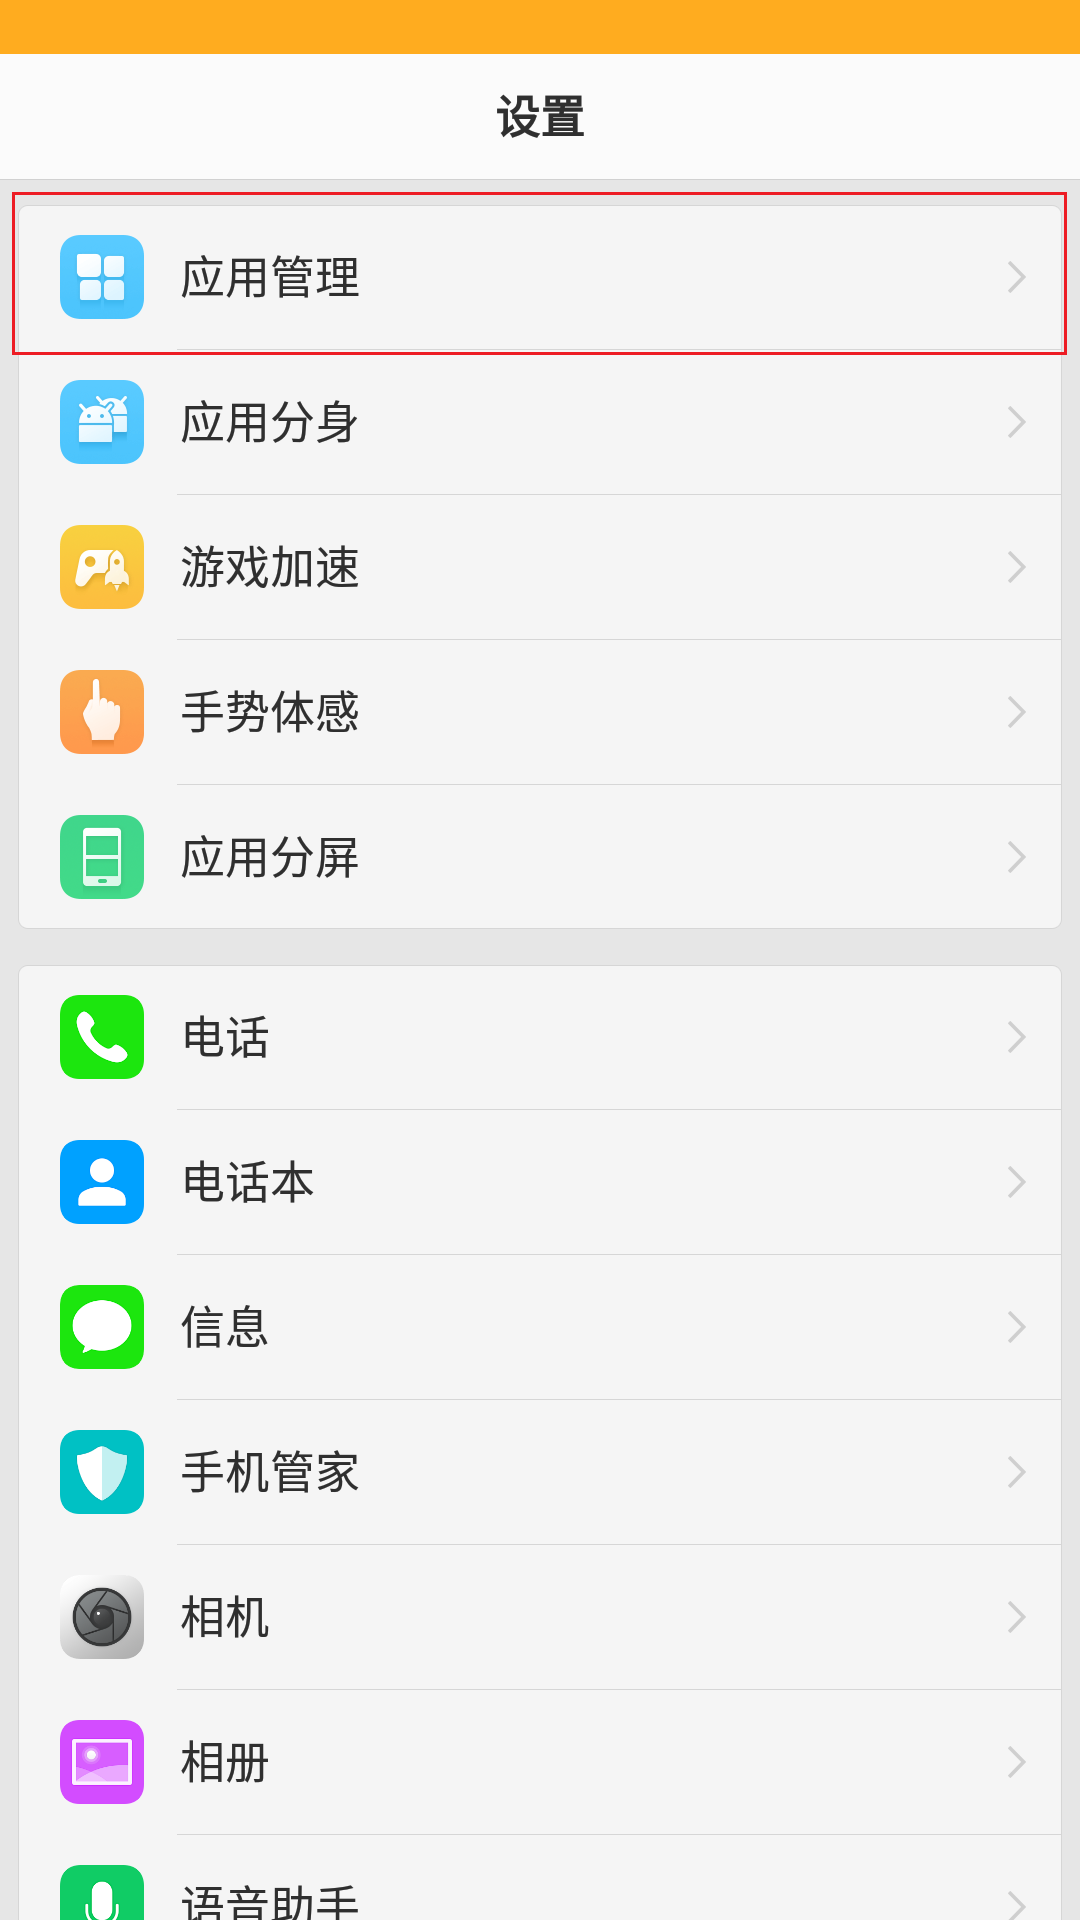 设置
应用管理
应用分身
游戏加速
手势体感
应用分屏
电话
电话本
信息
手机管家
相机
相册
语音助手